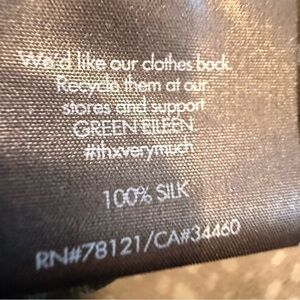 We'd like our clothes back.
Recycle them at our
stores and support
GREEN EILEEN.
#thxverymuch
100% SILK
RN#78121/CA#34460